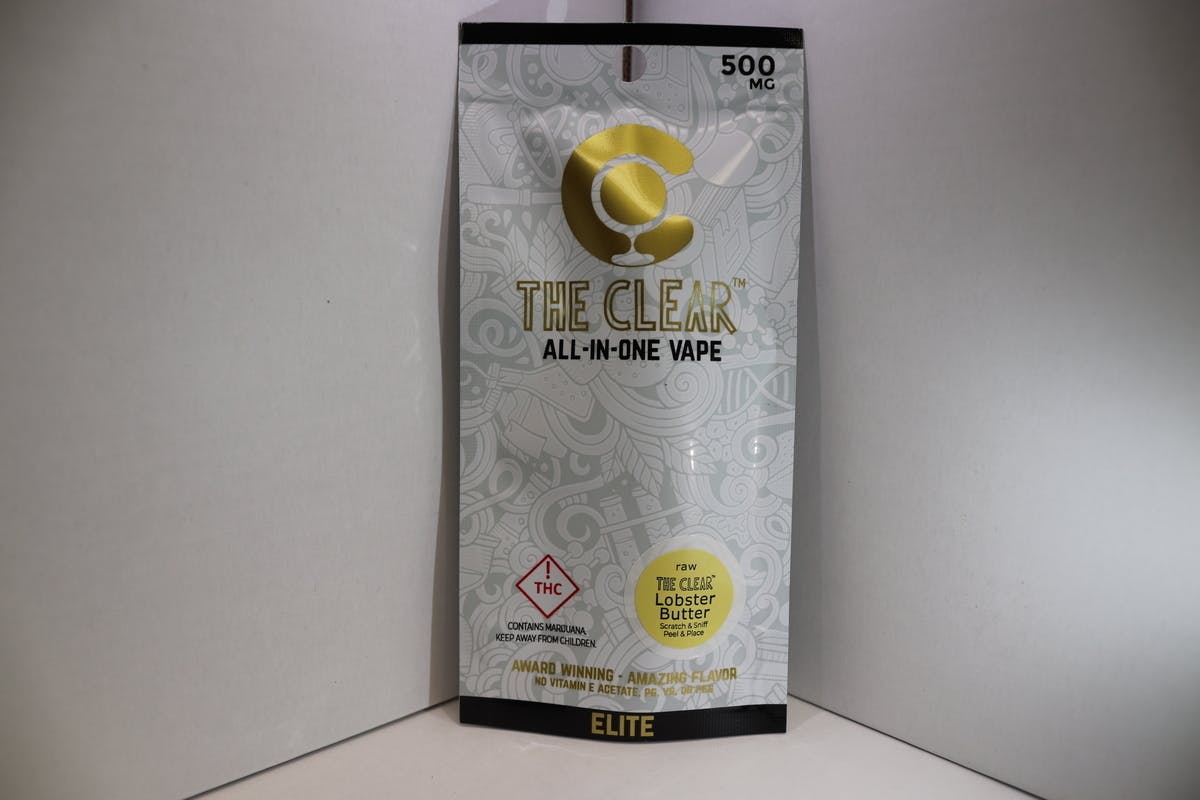 500
MG
THE CLEAR™
ALL-IN-ONE VAPE
!
THC
CONTAINS MARIJUANA.
KEEP AWAY FROM CHILDREN.
raw
THE CLEAR™
Lobster
Butter
Scratch & Sniff
Peel & Place
AWARD WINNING - AMAZING FLAVOR
NO VITAMIN E ACETATE, PG, VG, OR PEG
ELITE